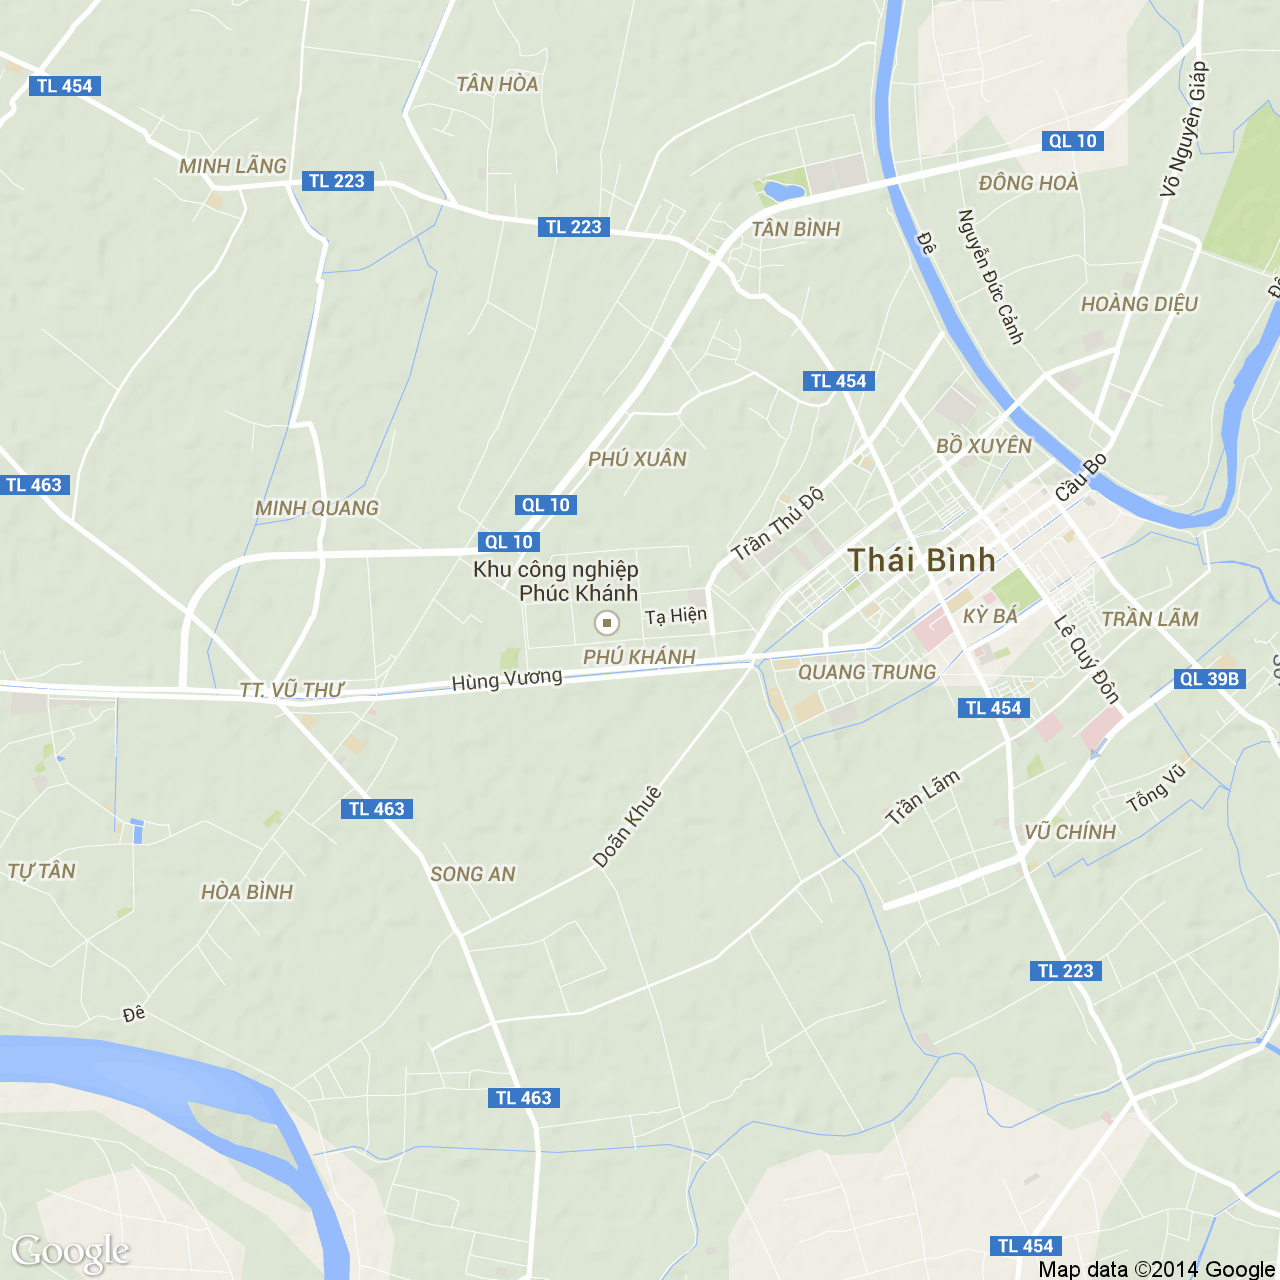 Võ Nguyên Giáp
TL 454
TÂN HÒA
QL 10
MINH LÃNG
TL 223
ĐÔNG HOÀ
TL 223
TÂN BÌNH
Đê
Nguyễn Đức Cảnh
HOÀNG DIỆU
TL 454
BỒ XUYÊN
PHÚ XUÂN
Cầu Bo
TL 463
MINH QUANG
QL 10
Trần Thủ Độ
QL 10
Thái Bình
Khu công nghiệp
Phúc Khánh
Tạ Hiện
KỲ BÁ
TRẦN LÃM
Lê Quý Đôn
PHÚ KHÁNH
QUANG TRUNG
Hùng Vương
QL 39B
TT. VŨ THƯ
TL 454
Trần Lãm
Tống Vũ
TL 463
Doãn Khuê
VŨ CHÍNH
TỰ TÂN
SONG AN
HÒA BÌNH
TL 223
Đê
TL 463
TL 454
Google
Map data ©2014 Google